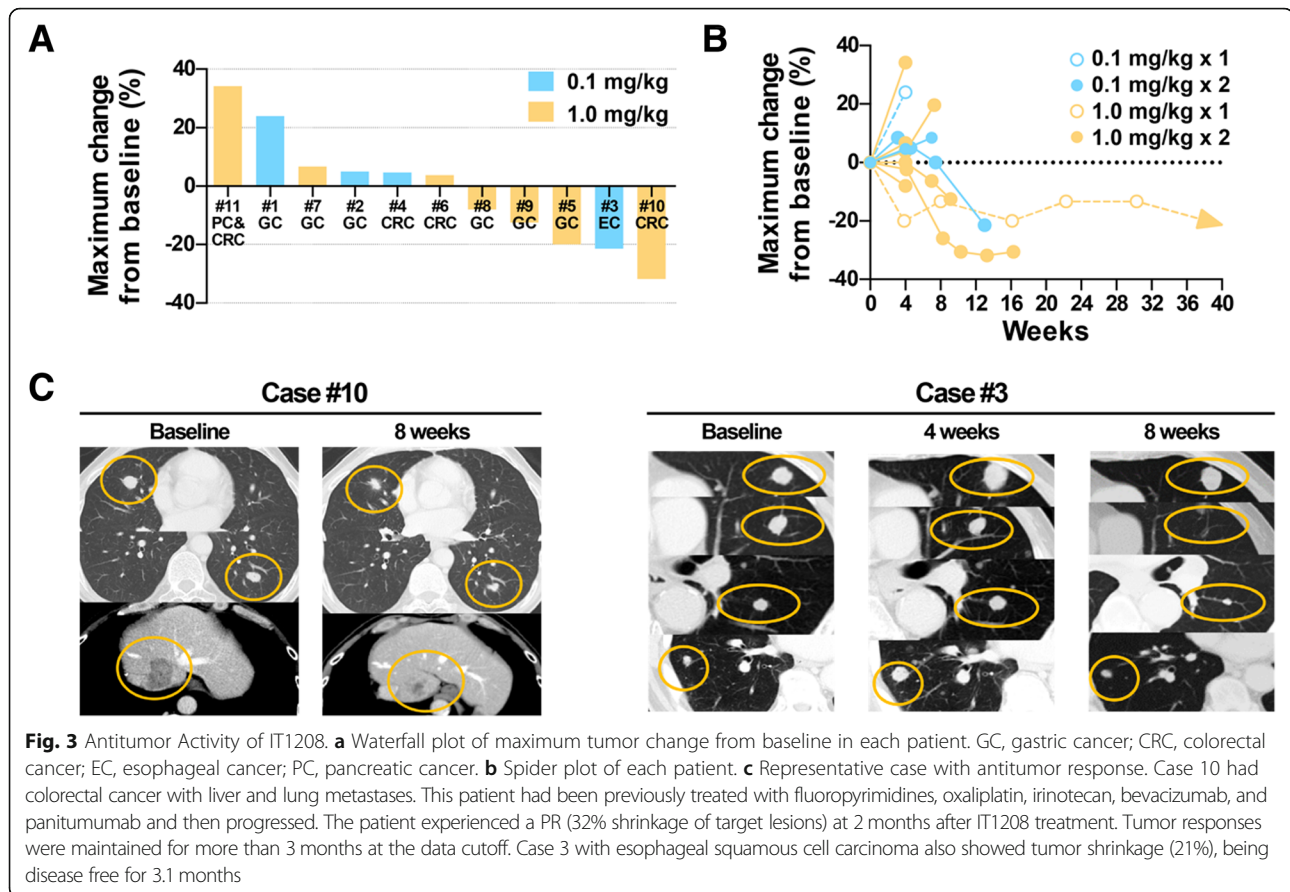 A
Maximum change
from baseline (%)
40
20
0
-20
-40
0.1 mg/kg
1.0 mg/kg
#11 #1 #7 #2 #4 #6 #8 #9 #5 #3 #10
PC& GC GC GC CRC CRC GC GC GC EC CRC
CRC
B
Maximum change
from baseline (%)
40
20
0
-20
-40
0.1 mg/kg x 1
0.1 mg/kg x 2
1.0 mg/kg x 1
1.0 mg/kg x 2
0 4 8 12 16 20 24 28 32 36 40
Weeks
C
Case #10
Baseline 8 weeks
Case #3
Baseline 4 weeks 8 weeks
Fig. 3 Antitumor Activity of IT1208. a Waterfall plot of maximum tumor change from baseline in each patient. GC, gastric cancer; CRC, colorectal
cancer; EC, esophageal cancer; PC, pancreatic cancer. b Spider plot of each patient. c Representative case with antitumor response. Case 10 had
colorectal cancer with liver and lung metastases. This patient had been previously treated with fluoropyrimidines, oxaliplatin, irinotecan, bevacizumab, and
panitumumab and then progressed. The patient experienced a PR (32% shrinkage of target lesions) at 2 months after IT1208 treatment. Tumor responses
were maintained for more than 3 months at the data cutoff. Case 3 with esophageal squamous cell carcinoma also showed tumor shrinkage (21%), being
disease free for 3.1 months